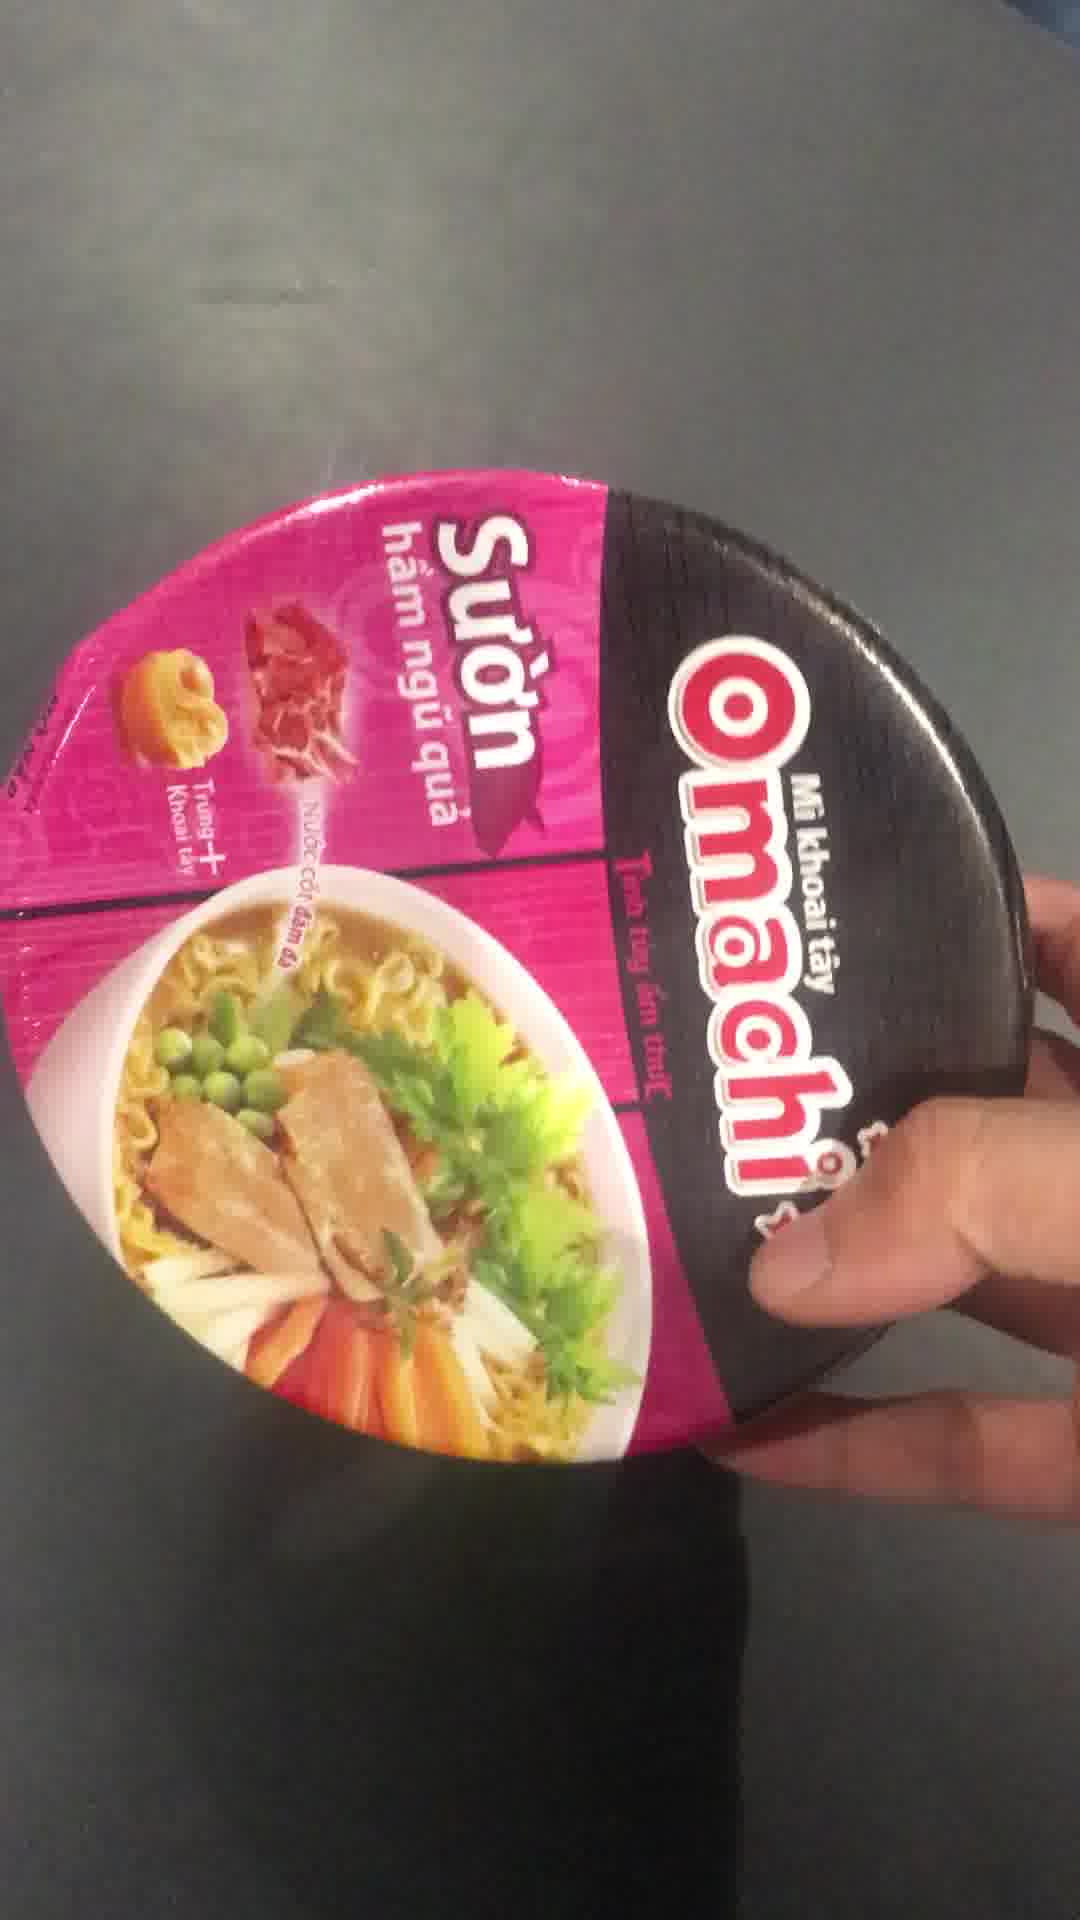 Mì khoai tây
Omachi
Tinh túy ẩm thực
Sườn
hầm ngũ quả
Nước cốt đậm đà
Trứng+
Khoai tây